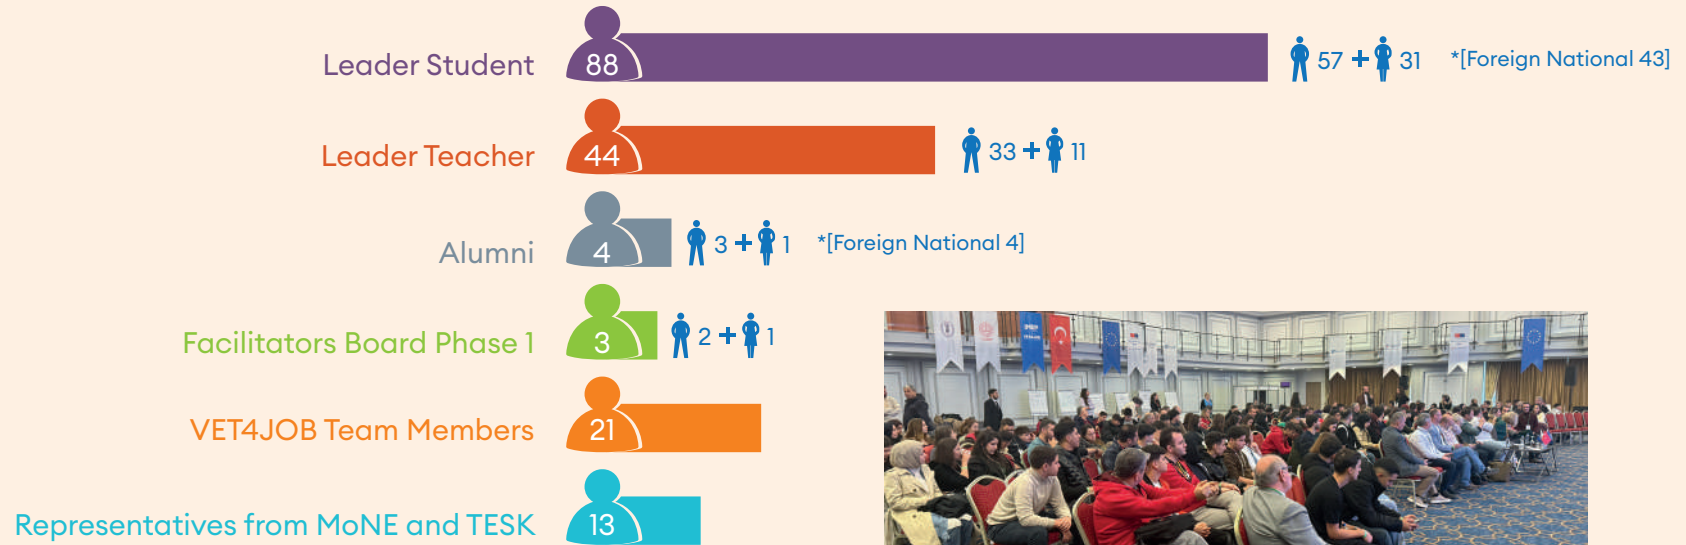 Leader Student 88 57 + 31 *[Foreign National 43]
Leader Teacher 44 33 + 11
Alumni 4 3 + 1 *[Foreign National 4]
Facilitators Board Phase 1 3 2 + 1
VET4JOB Team Members 21
Representatives from MoNE and TESK 13